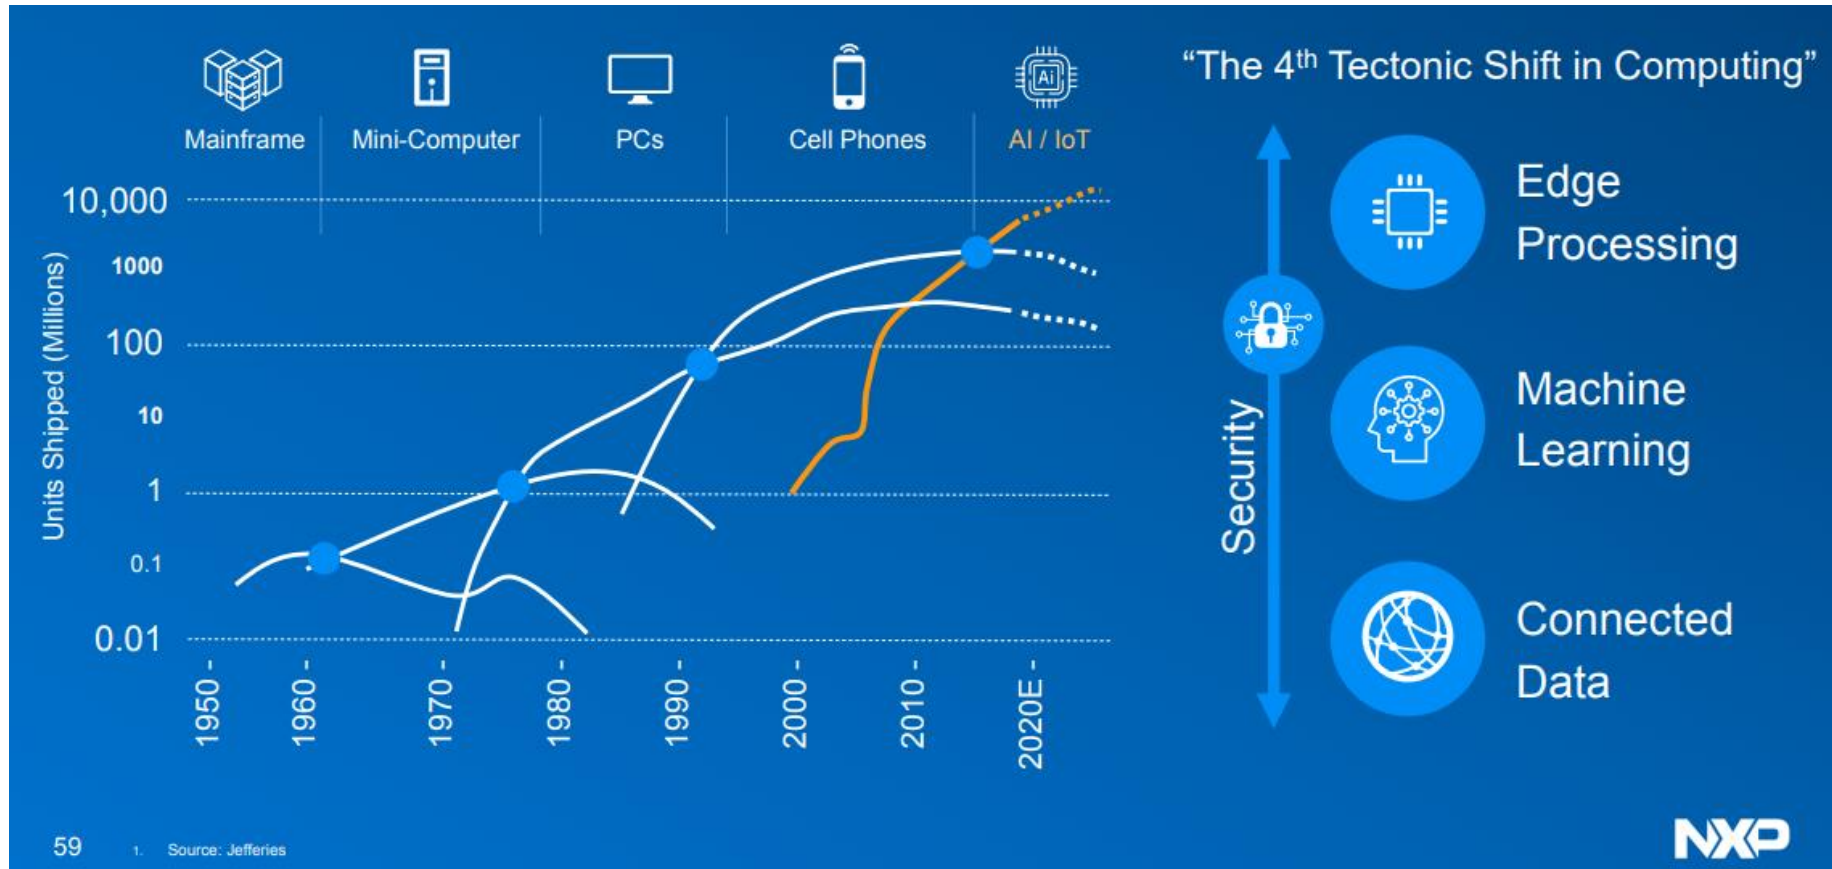 “The 4th Tectonic Shift in Computing”
Ai
Mainframe
Mini-Computer
PCs
Cell Phones
AI / IoT
Units Shipped (Millions)
10,000
1000
100
10
1
0.1
0.01
1950
1960
1970
1980
1990
2000
2010
2020E
Security
Edge
Processing
Machine
Learning
Connected
Data
59
1. Source: Jefferies
NXP